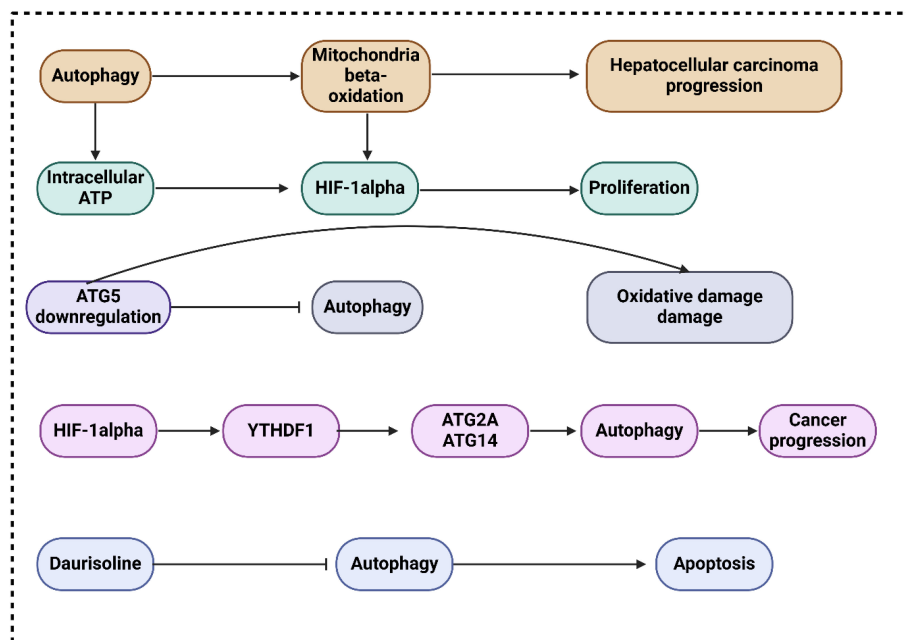 Autophagy
Mitochondria
beta-
oxidation
Hepatocellular carcinoma
progression
Intracellular
ATP
HIF-1alpha
Proliferation
ATG5
downregulation
Autophagy
Oxidative damage
damage
HIF-1alpha
YTHDF1
ATG2A
ATG14
Autophagy
Cancer
progression
Daurisoline
Autophagy
Apoptosis